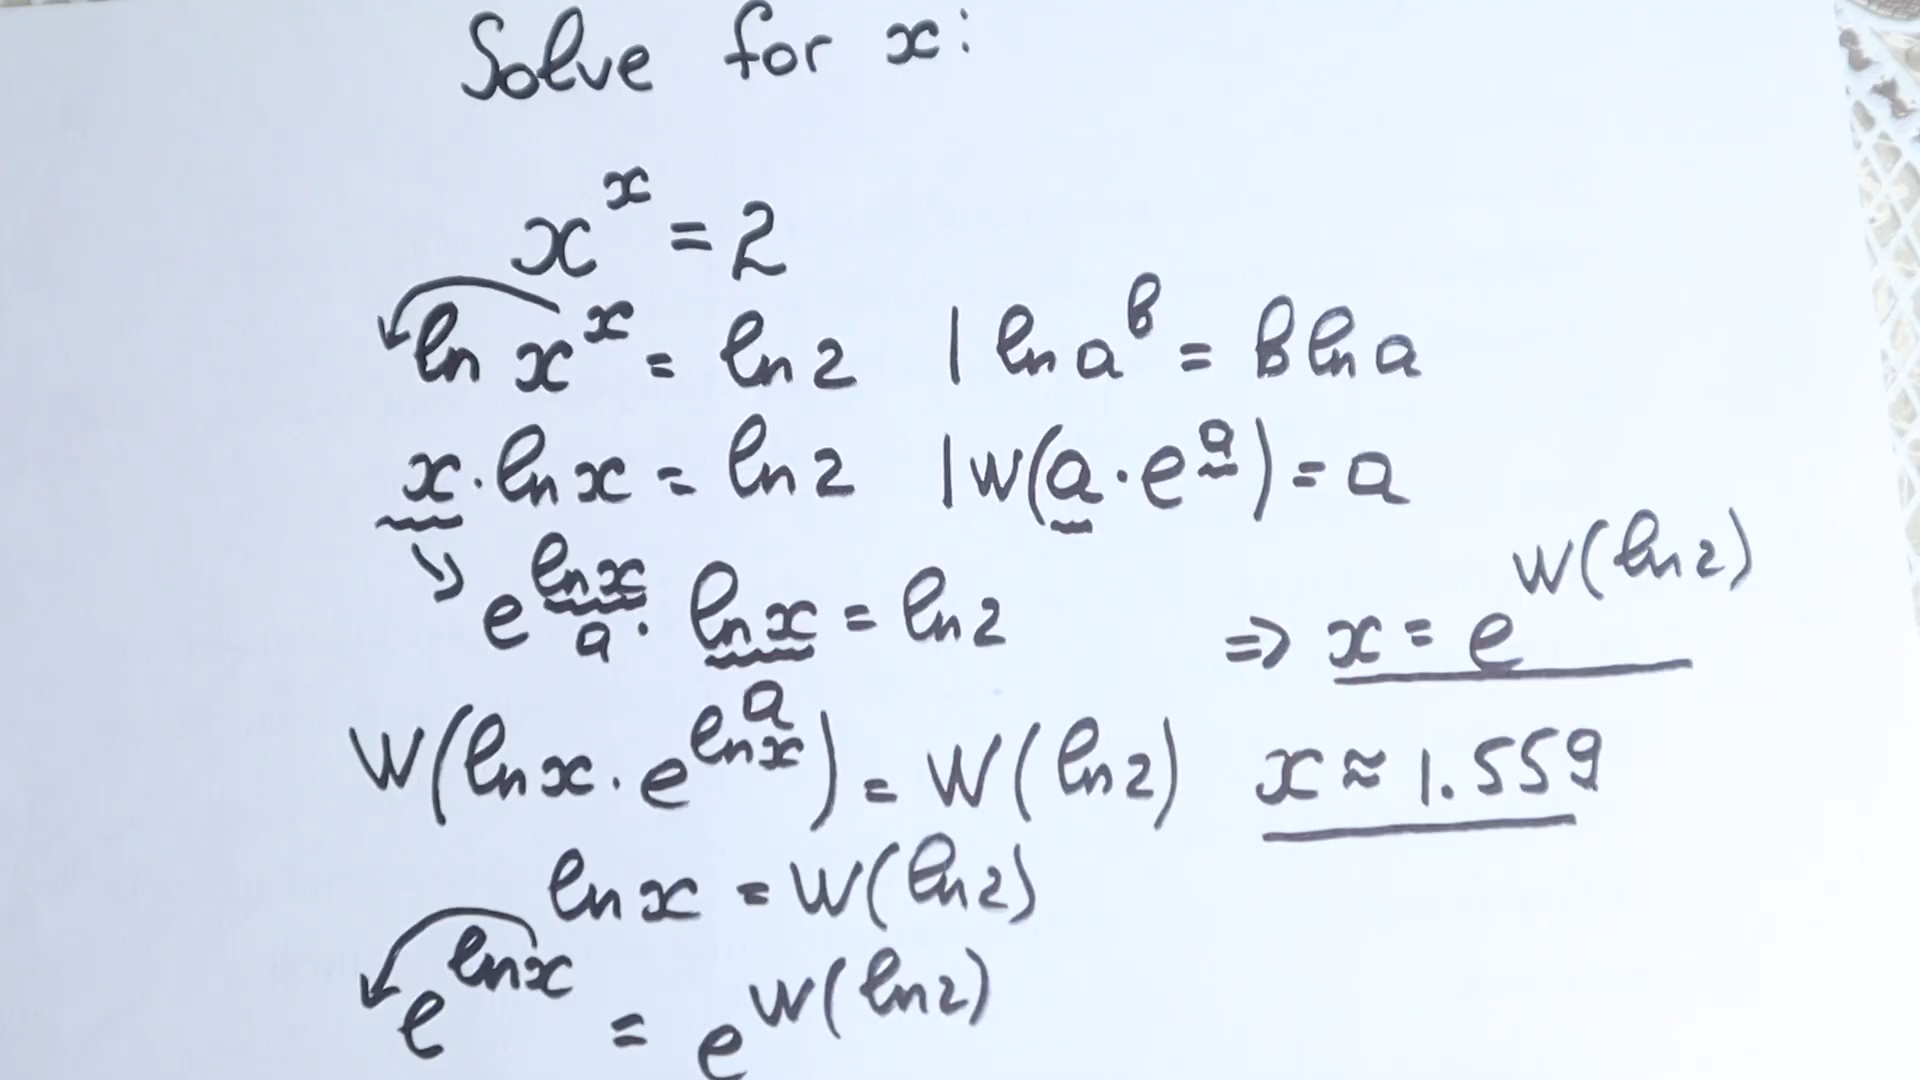 Solve for x:
x^x = 2
ln x^x = ln 2 | ln a^b = b ln a
x · ln x = ln 2 | W(a · e^a) = a
e^{ln x} · ln x = ln 2
a a
W(ln x · e^{ln x}) = W(ln 2)
ln x = W(ln 2)
e^{ln x} = e^{W(ln 2)}
⇒ x = e^{W(ln 2)}
x ≈ 1.559